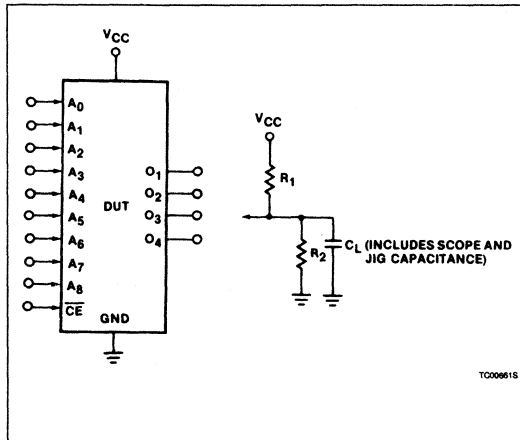 VCC
A0
A1
A2
A3
A4
A5
A6
A7
A8
CE
DUT
O1
O2
O3
O4
GND
VCC
R1
R2
CL (INCLUDES SCOPE AND
JIG CAPACITANCE)
TC00661S